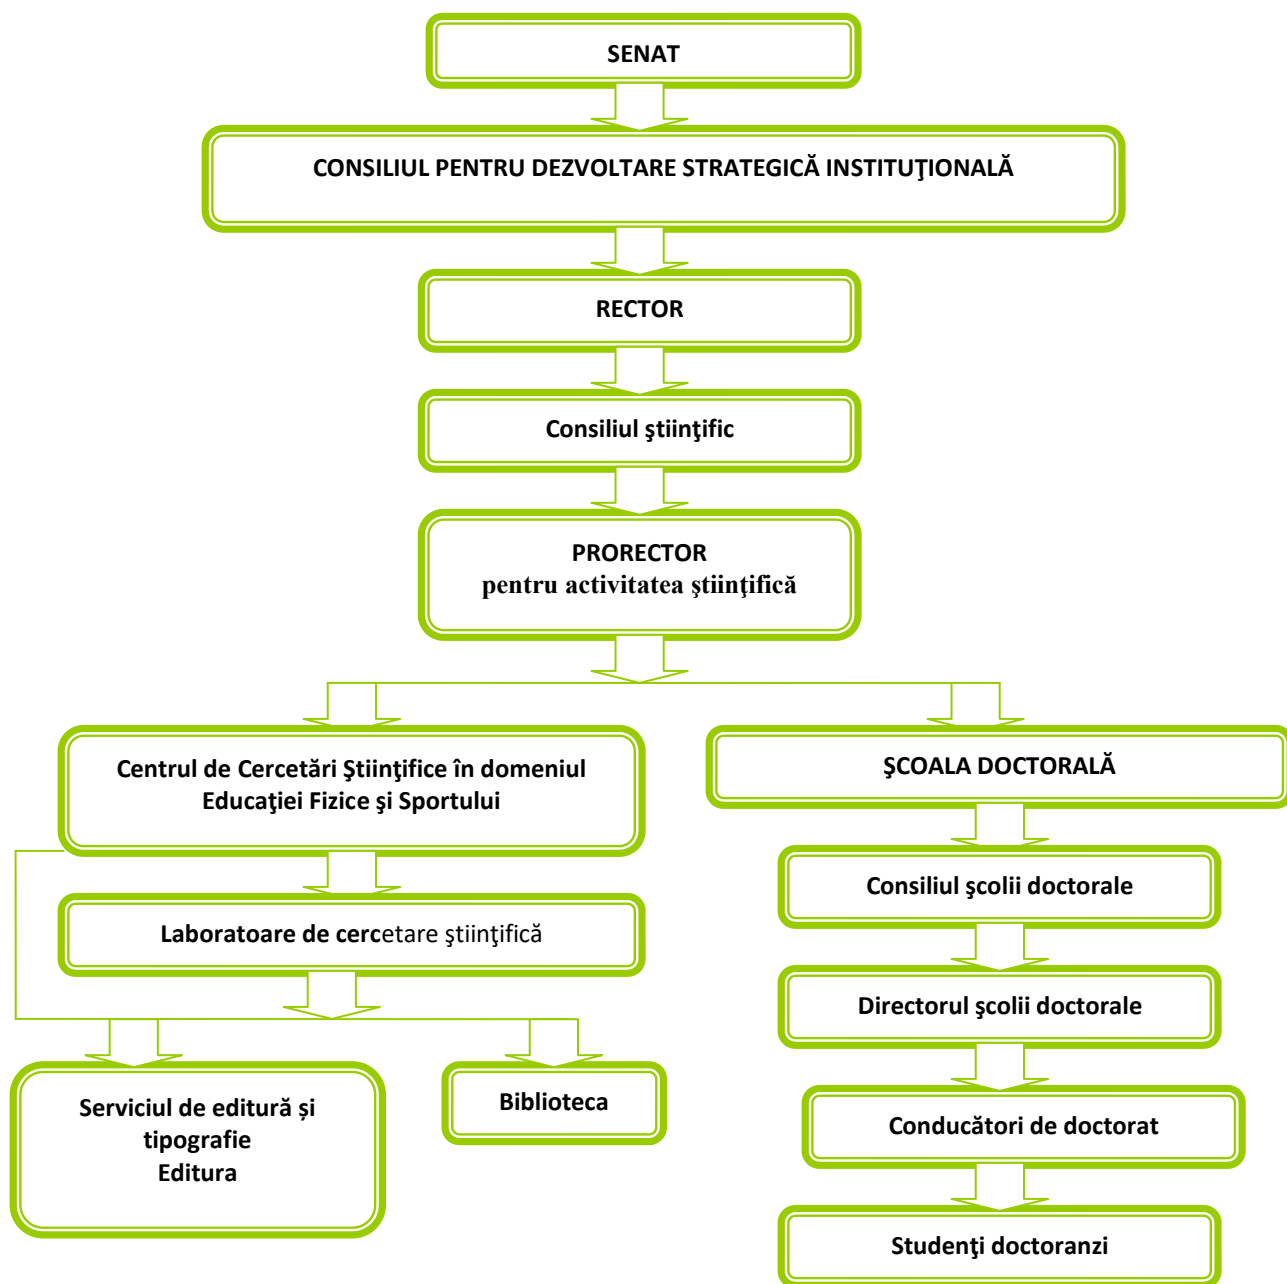 SENAT
CONSILIUL PENTRU DEZVOLTARE STRATEGICĂ INSTITUŢIONALĂ
RECTOR
Consiliul ştiinţific
PRORECTOR
pentru activitatea ştiinţifică
Centrul de Cercetări Ştiinţifice în domeniul
Educaţiei Fizice şi Sportului
Laboratoare de cercetare ştiinţifică
Serviciul de editură și
tipografie
Editura
Biblioteca
ŞCOALA DOCTORALĂ
Consiliul şcolii doctorale
Directorul şcolii doctorale
Conducători de doctorat
Studenţi doctoranzi